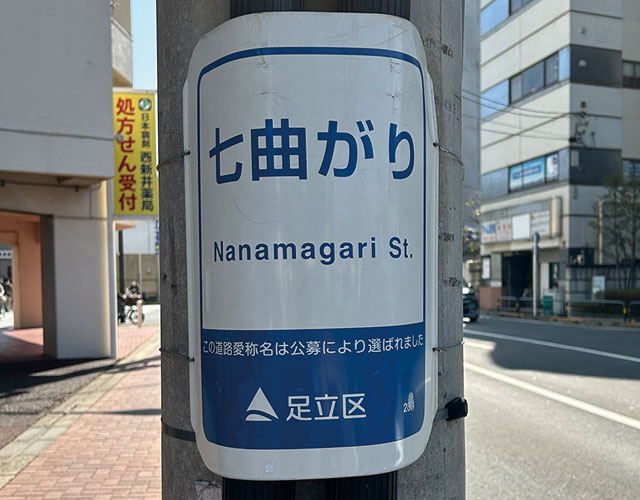 七曲がり
Nanamagari St.
この道路愛称名は公募により選ばれました
足立区
処方せん受付
日本調剤 西新井薬局